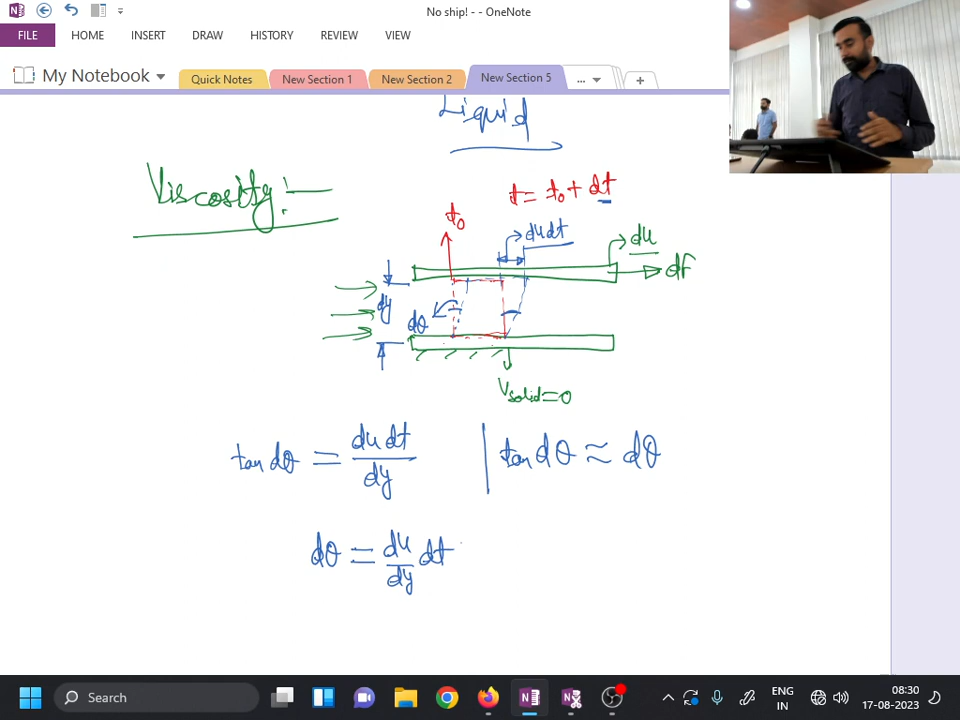 No ship! - - OneNote
FILE HOME INSERT DRAW HISTORY REVIEW VIEW
My Notebook Quick Notes New Section 1 New Section 2 New Section 5 ...
Liquid
Viscosity:-
t = t₀ + dt
t₀
du dt
du
dF
dy
dθ
Vsolid = 0
tan dθ = du dt / dy | tan dθ ≈ dθ
dθ = du/dy dt
Search
ENG
IN
08:30
17-08-2023